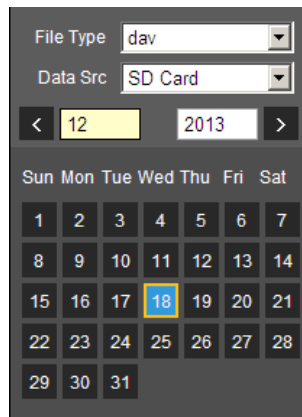 File Type dav
Data Src SD Card
< 12 2013 >
Sun Mon Tue Wed Thu Fri Sat
1 2 3 4 5 6 7
8 9 10 11 12 13 14
15 16 17 18 19 20 21
22 23 24 25 26 27 28
29 30 31